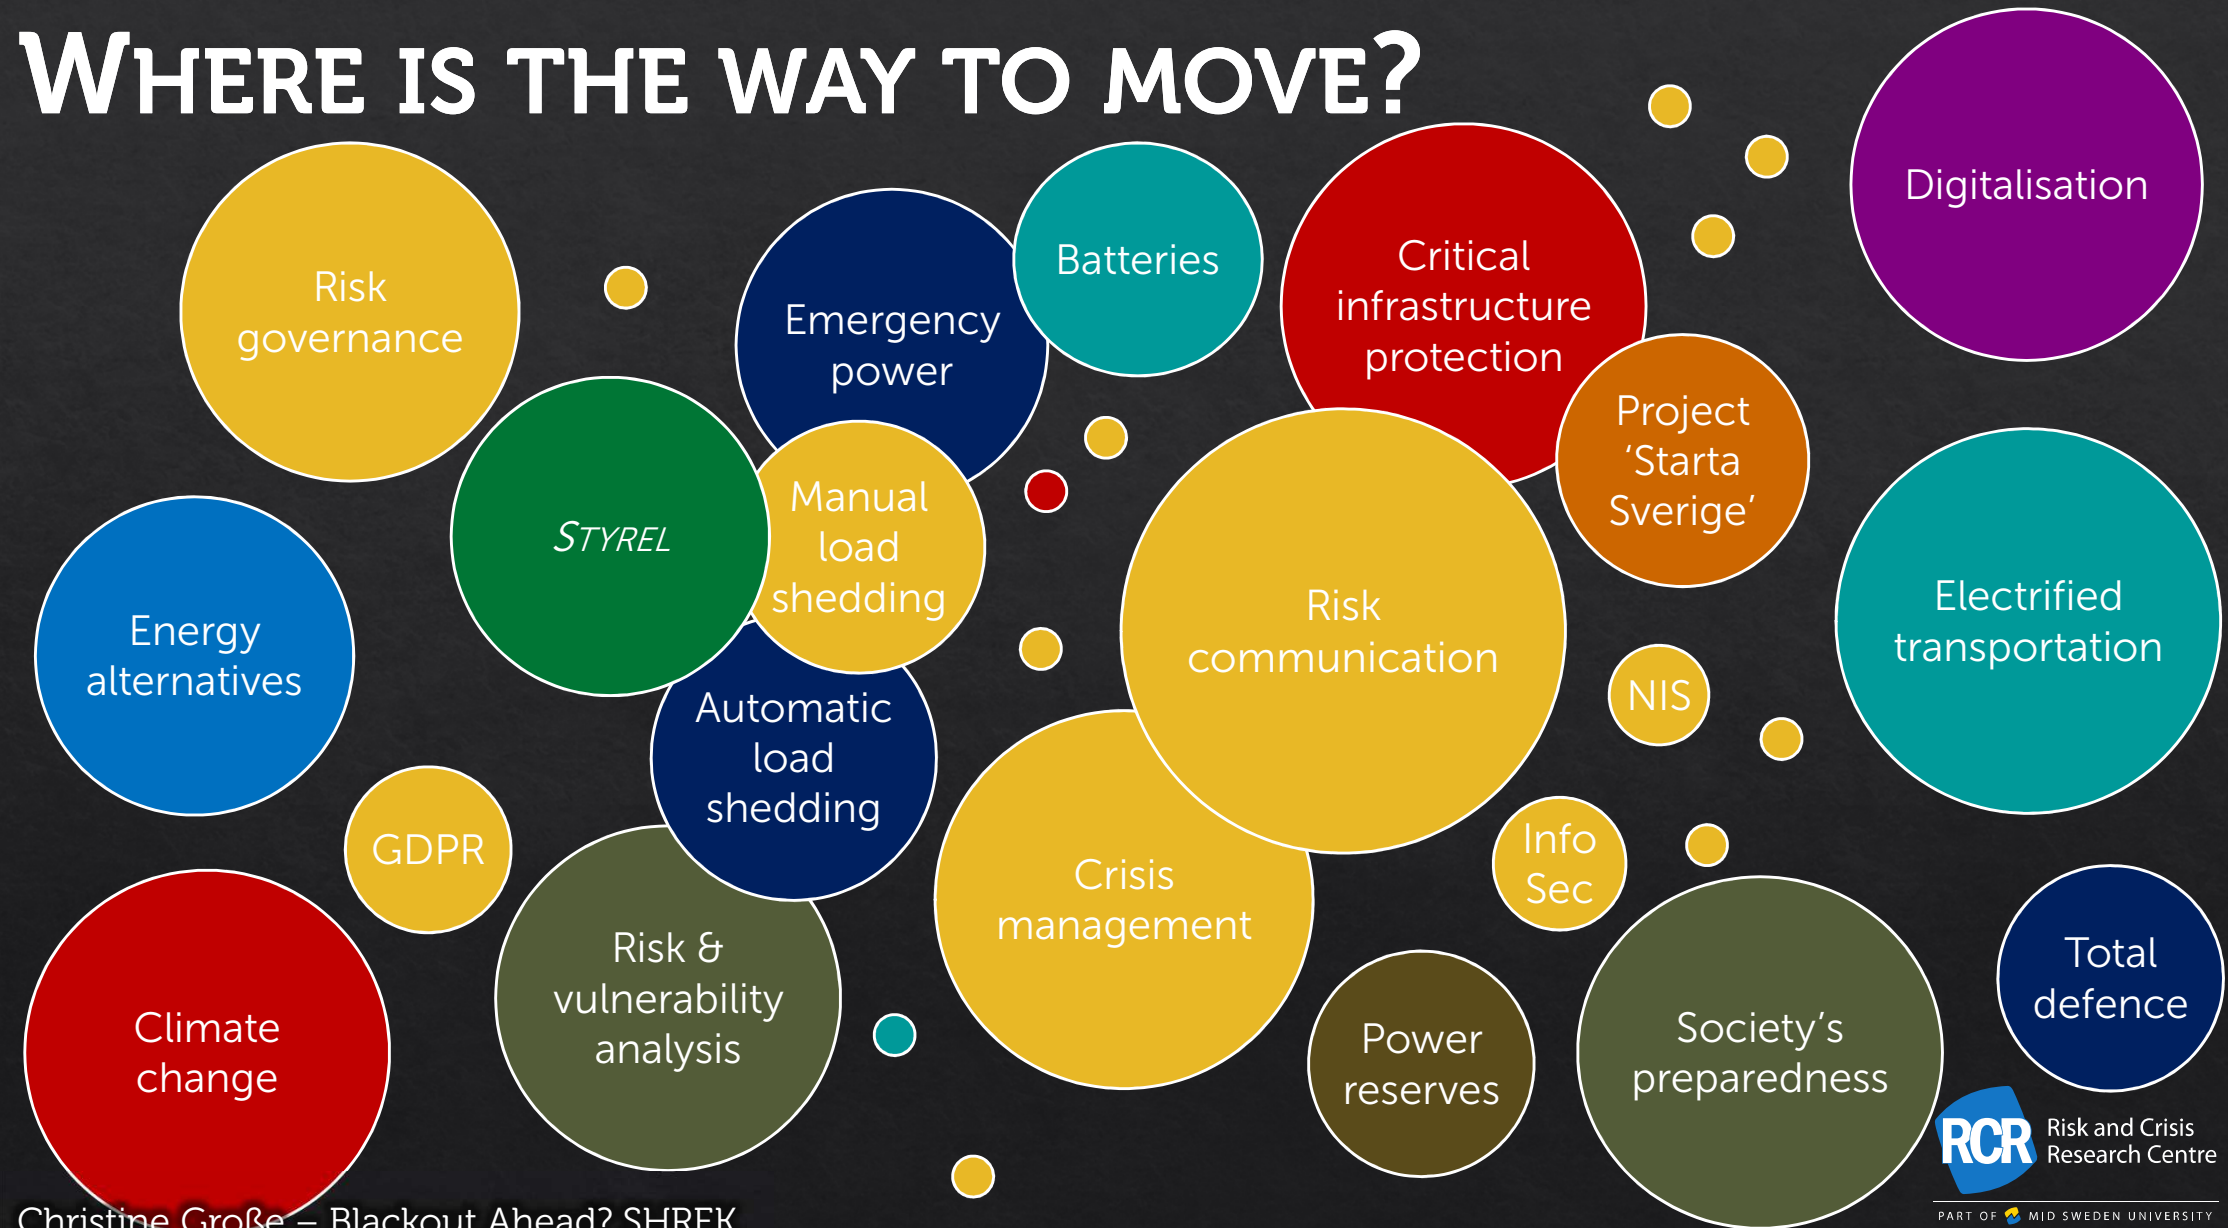 WHERE IS THE WAY TO MOVE?
Risk
governance
Emergency
power
Batteries
Critical
infrastructure
protection
Digitalisation
Project
‘Starta
Sverige’
STYREL
Manual
load
shedding
Energy
alternatives
Risk
communication
Electrified
transportation
NIS
Automatic
load
shedding
GDPR
Info
Sec
Crisis
management
Risk &
vulnerability
analysis
Climate
change
Power
reserves
Society’s
preparedness
Total
defence
RCR
Risk and Crisis
Research Centre
PART OF MID SWEDEN UNIVERSITY
Christine Große – Blackout Ahead? SHREK